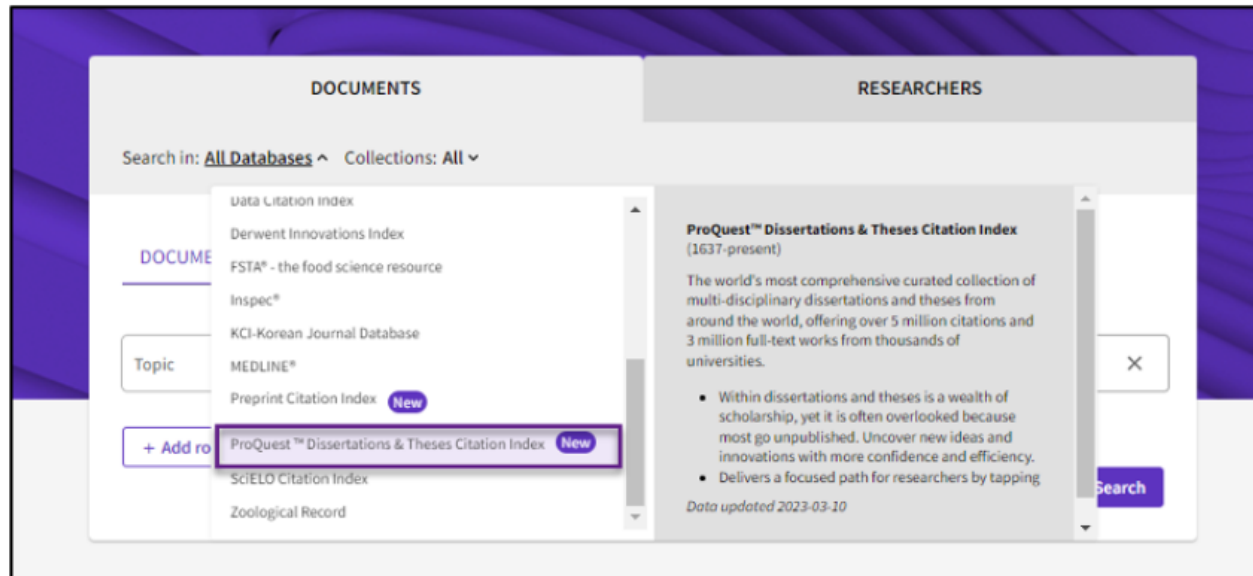 DOCUMENTS
RESEARCHERS
Search in: All Databases Collections: All
Data Citation Index
Derwent Innovations Index
FSTA® - the food science resource
Inspec®
KCI-Korean Journal Database
MEDLINE®
Preprint Citation Index New
ProQuest ™ Dissertations & Theses Citation Index New
SciELO Citation Index
Zoological Record
ProQuest™ Dissertations & Theses Citation Index
(1637-present)
The world's most comprehensive curated collection of
multi-disciplinary dissertations and theses from
around the world, offering over 5 million citations and
3 million full-text works from thousands of
universities.
• Within dissertations and theses is a wealth of
scholarship, yet it is often overlooked because
most go unpublished. Uncover new ideas and
innovations with more confidence and efficiency.
• Delivers a focused path for researchers by tapping
Data updated 2023-03-10
DOCUME
Topic
×
+ Add ro
Search